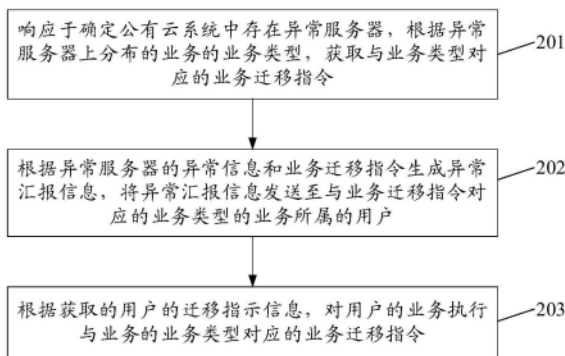 响应于确定公有云系统中存在异常服务器，根据异常
服务器上分布的业务的业务类型，获取与业务类型对
应的业务迁移指令
201
根据异常服务器的异常信息和业务迁移指令生成异常
汇报信息，将异常汇报信息发送至与业务迁移指令对
应的业务类型的业务所属的用户
202
根据获取的用户的迁移指示信息，对用户的业务执行
与业务的业务类型对应的业务迁移指令
203